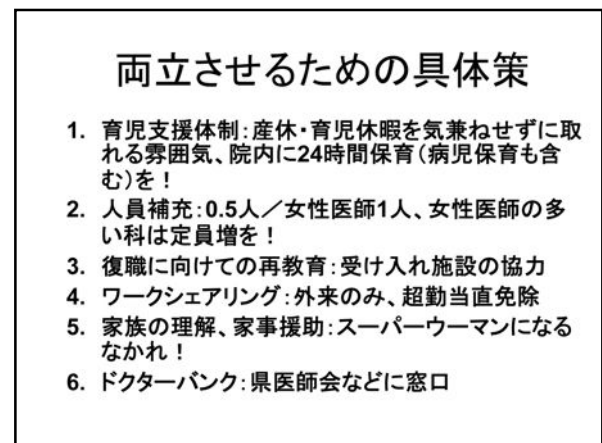 両立させるための具体策
1. 育児支援体制：産休・育児休暇を気兼ねせずに取
れる雰囲気、院内に24時間保育（病児保育も含
む）を！
2. 人員補充：0.5人／女性医師1人、女性医師の多
い科は定員増を！
3. 復職に向けての再教育：受け入れ施設の協力
4. ワークシェアリング：外来のみ、超勤当直免除
5. 家族の理解、家事援助：スーパーウーマンになる
なかれ！
6. ドクターバンク：県医師会などに窓口